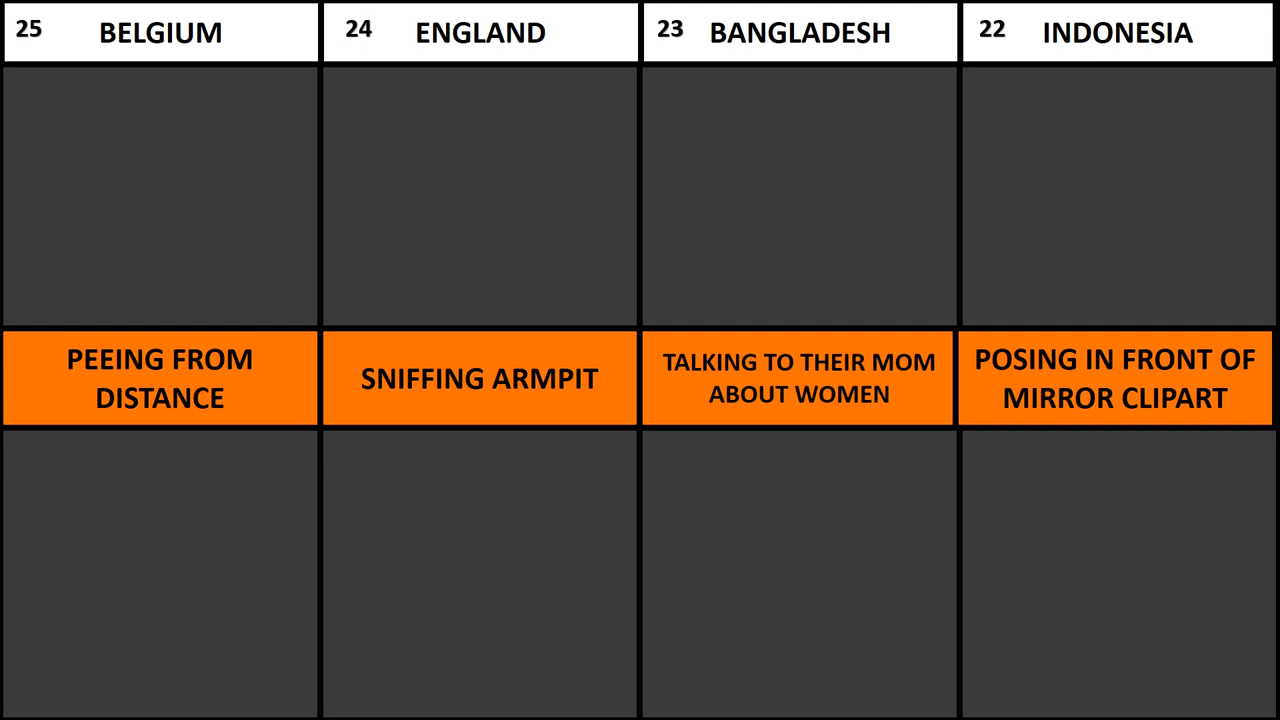 25 BELGIUM
24 ENGLAND
23 BANGLADESH
22 INDONESIA
PEEING FROM
DISTANCE
SNIFFING ARMPIT
TALKING TO THEIR MOM
ABOUT WOMEN
POSING IN FRONT OF
MIRROR CLIPART